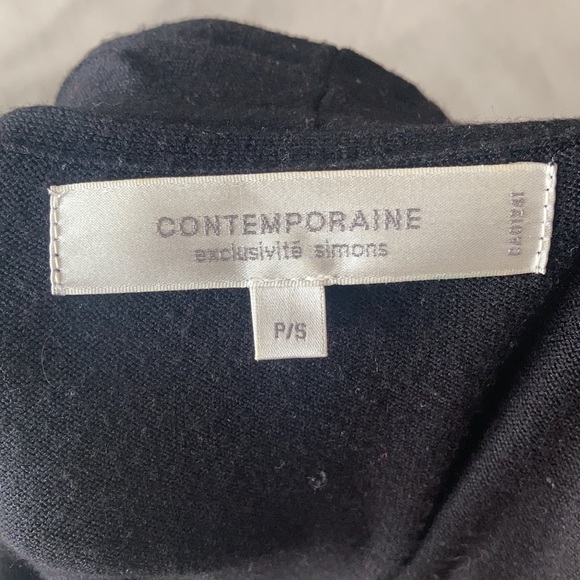 CONTEMPORAINE
exclusivité simons
P/S